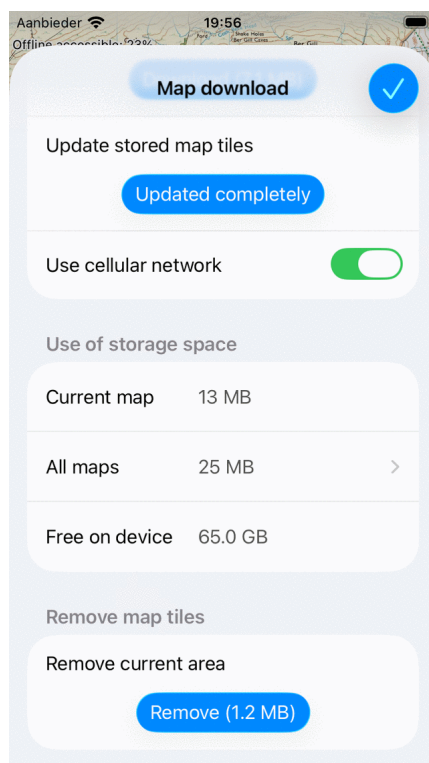 Aanbieder 19:56
Offline accessible: 23%
Map download
Update stored map tiles
Updated completely
Use cellular network
Use of storage space
Current map 13 MB
All maps 25 MB
Free on device 65.0 GB
Remove map tiles
Remove current area
Remove (1.2 MB)